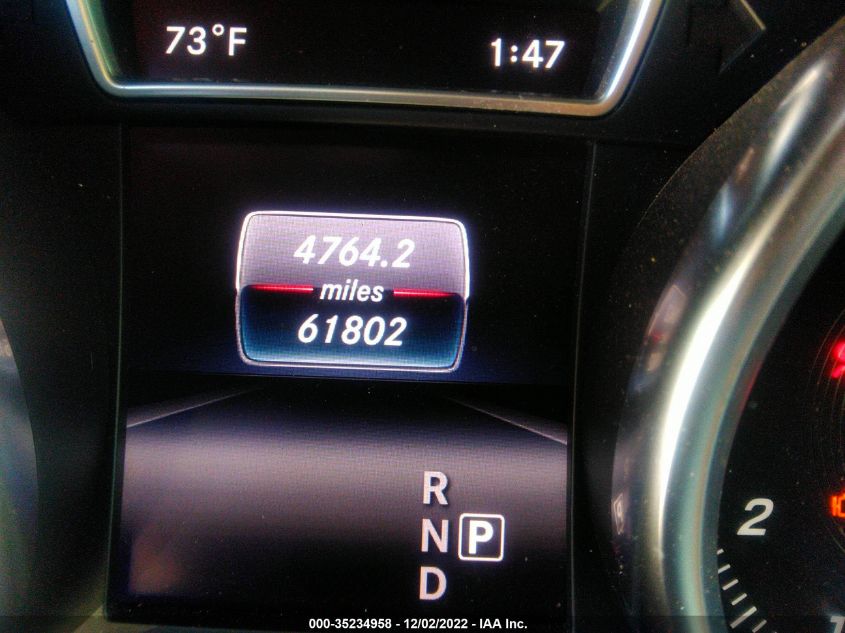 73°F 1:47
4764.2
miles
61802
R
N P
D
2
000-35234958 - 12/02/2022 - IAA Inc.